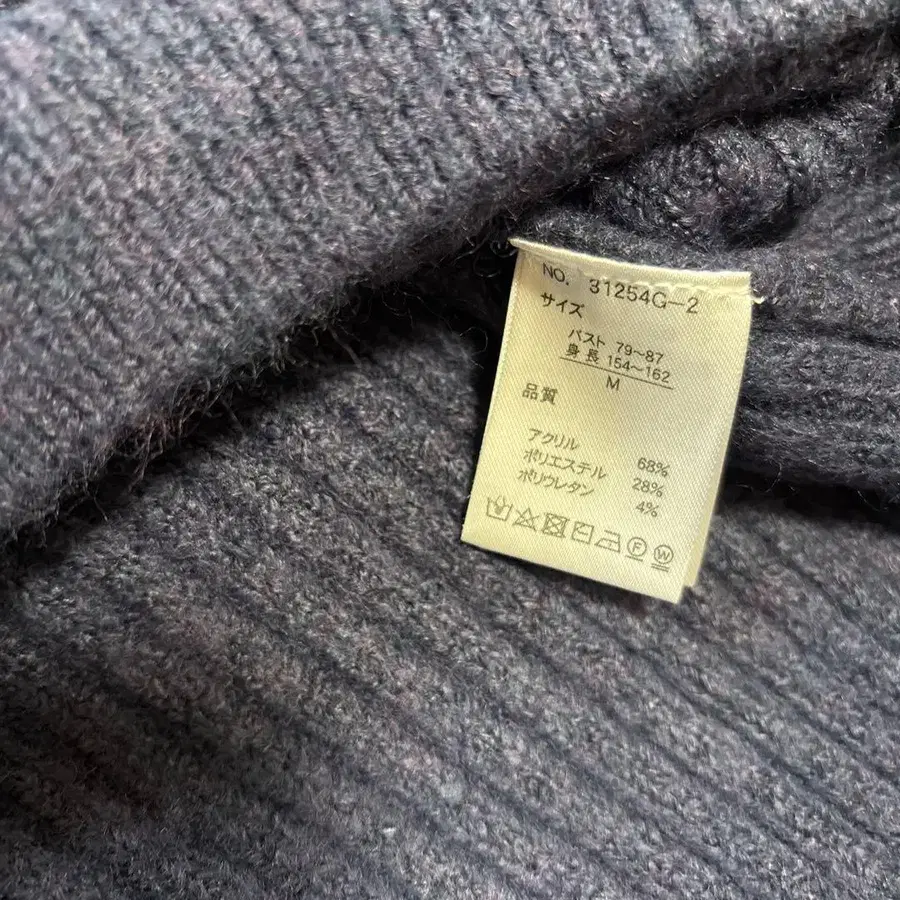 NO. 31254G-2
サイズ
バスト 79~87
身長 154~162
M
品質
アクリル 68%
ポリエステル 28%
ポリウレタン 4%
F W